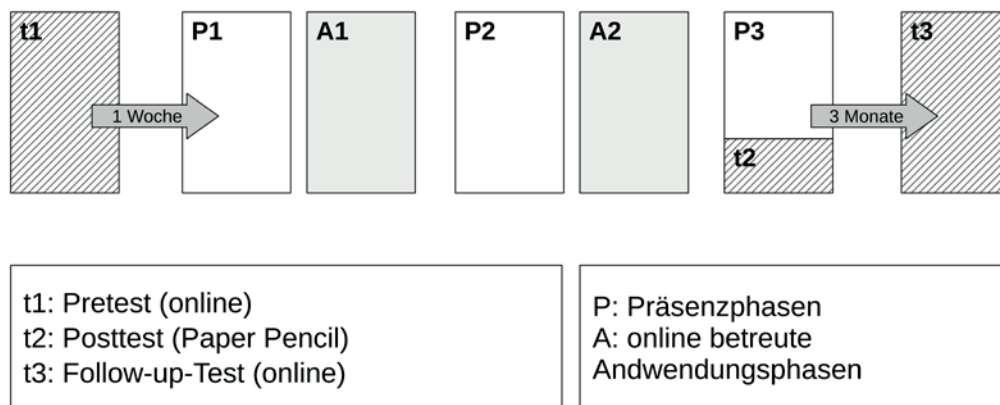 t1
P1
A1
P2
A2
P3
t3
1 Woche
3 Monate
t2
t1: Pretest (online)
t2: Posttest (Paper Pencil)
t3: Follow-up-Test (online)
P: Präsenzphasen
A: online betreute
Andwendungsphasen